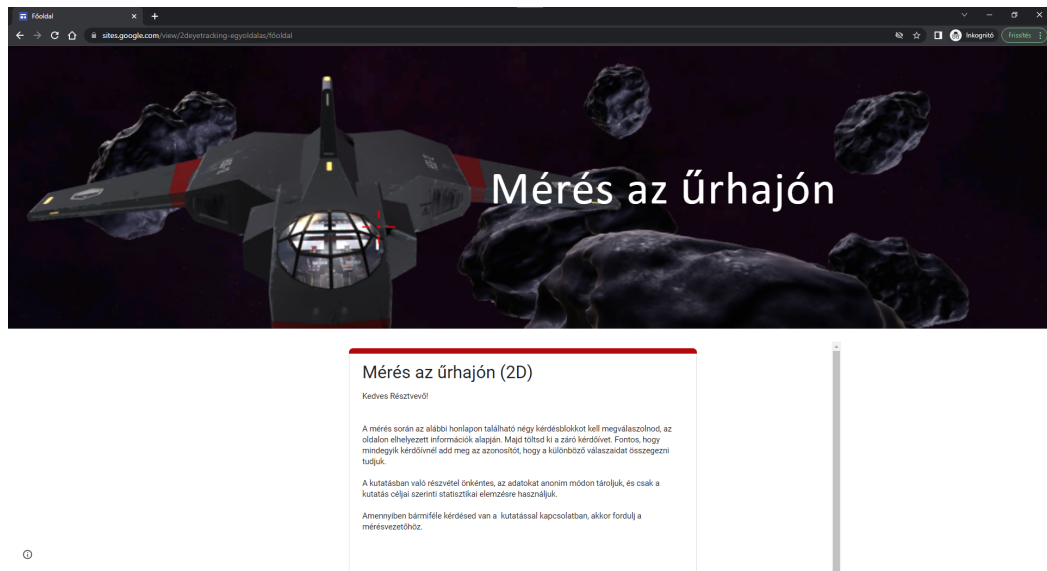 Főoldal
sites.google.com/view/2deyetracking-egyoldalas/főoldal
Inkognitó
Frissítés
Mérés az űrhajón
Mérés az űrhajón (2D)
Kedves Résztvevő!
A mérés során az alábbi honlapon található négy kérdésblokkot kell megválaszolnod, az
oldalon elhelyezett információk alapján. Majd töltsd ki a záró kérdőívet. Fontos, hogy
mindegyik kérdőívnél add meg az azonosítót, hogy a különböző válaszaidat összegezni
tudjuk.
A kutatásban való részvétel önkéntes, az adatokat anonim módon tároljuk, és csak a
kutatás céljai szerinti statisztikai elemzésre használjuk.
Amennyiben bármiféle kérdésed van a kutatással kapcsolatban, akkor fordulj a
mérésvezetőhöz.